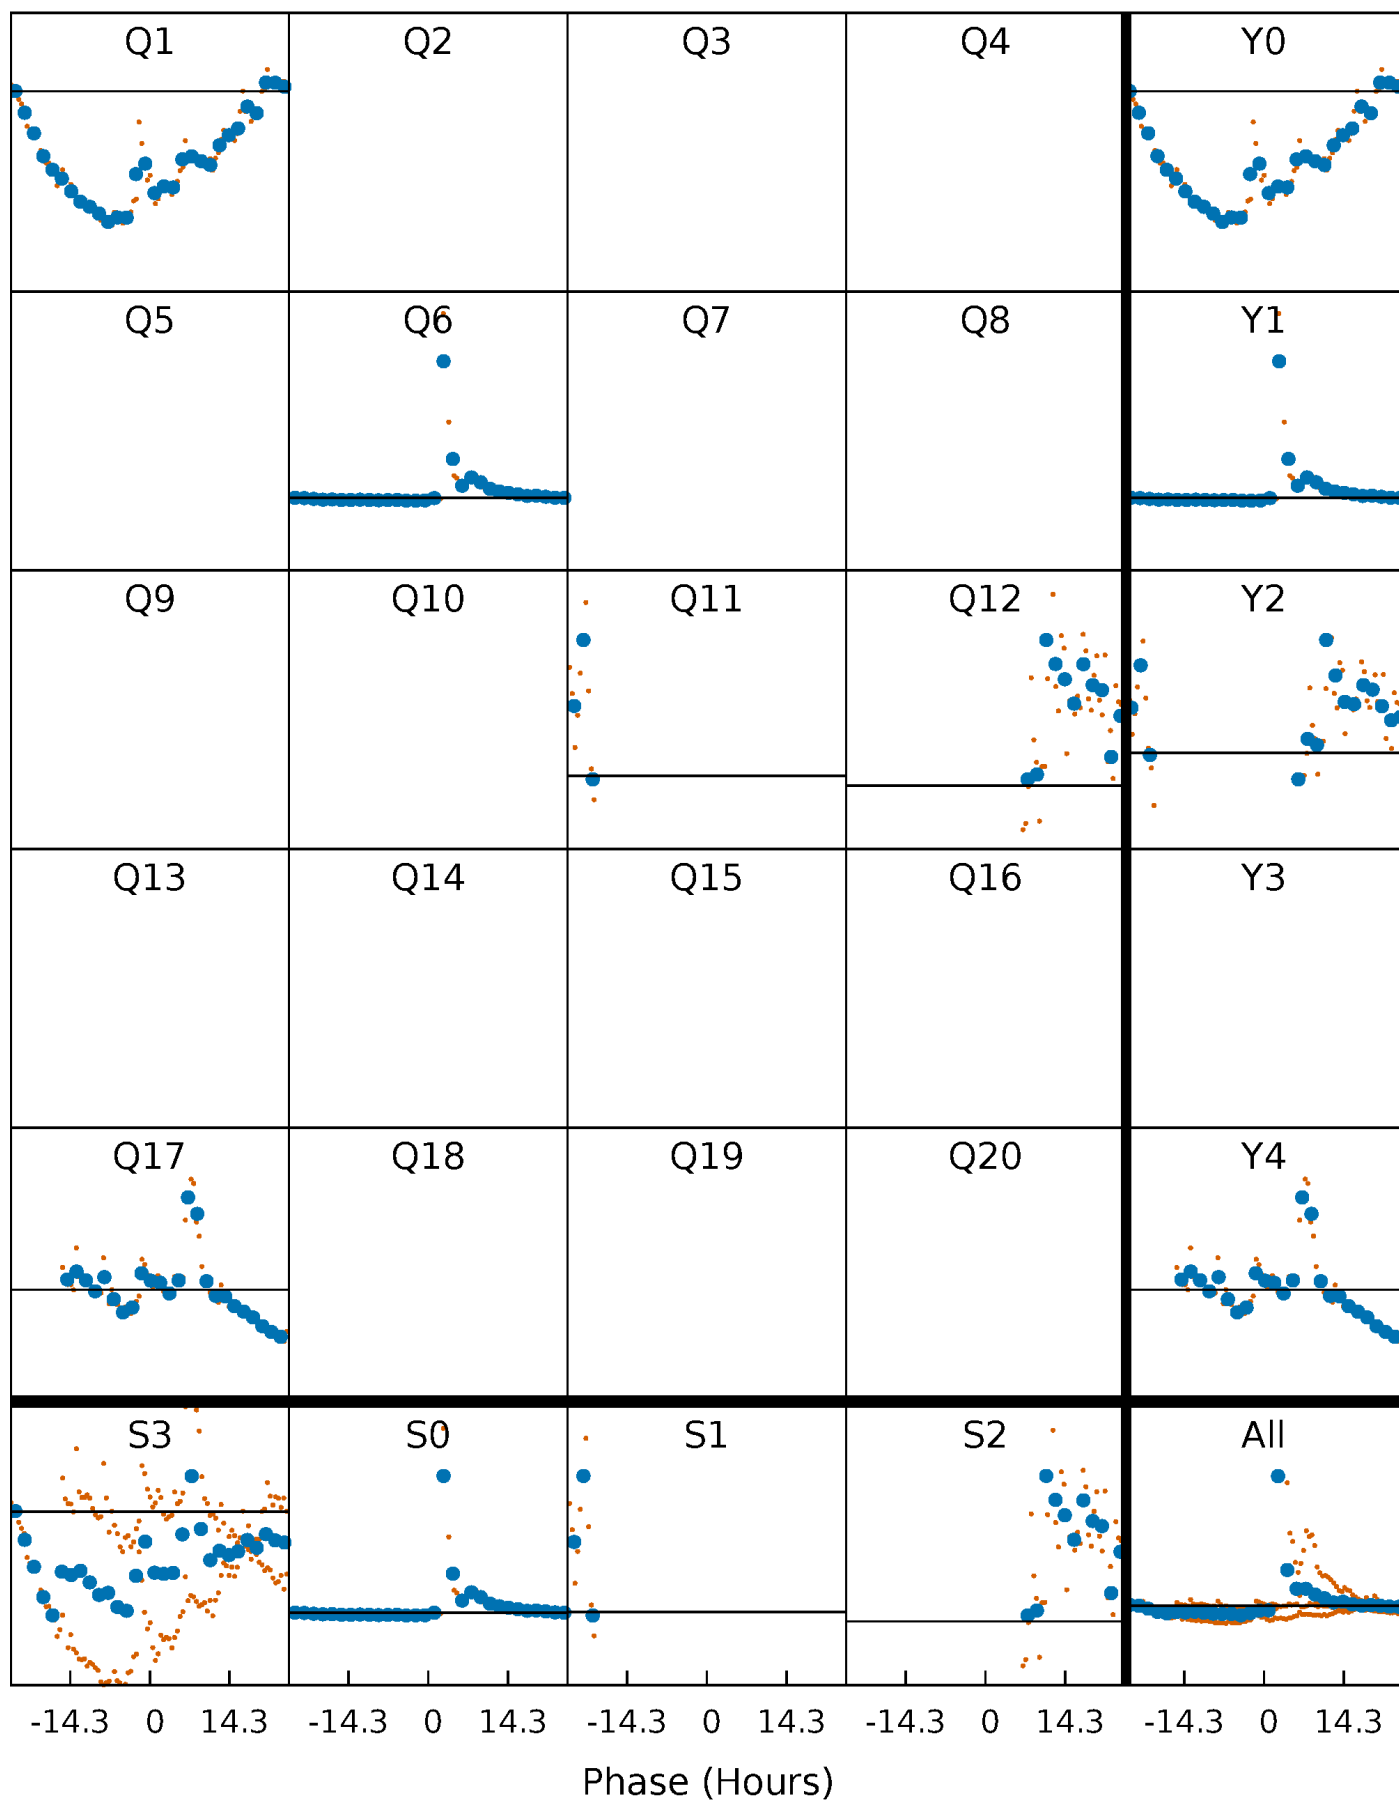 Q1 Q2 Q3 Q4 Y0
Q5 Q6 Q7 Q8 Y1
Q9 Q10 Q11 Q12 Y2
Q13 Q14 Q15 Q16 Y3
Q17 Q18 Q19 Q20 Y4
S3 S0 S1 S2 All
-14.3 0 14.3 -14.3 0 14.3 -14.3 0 14.3 -14.3 0 14.3 -14.3 0 14.3
Phase (Hours)